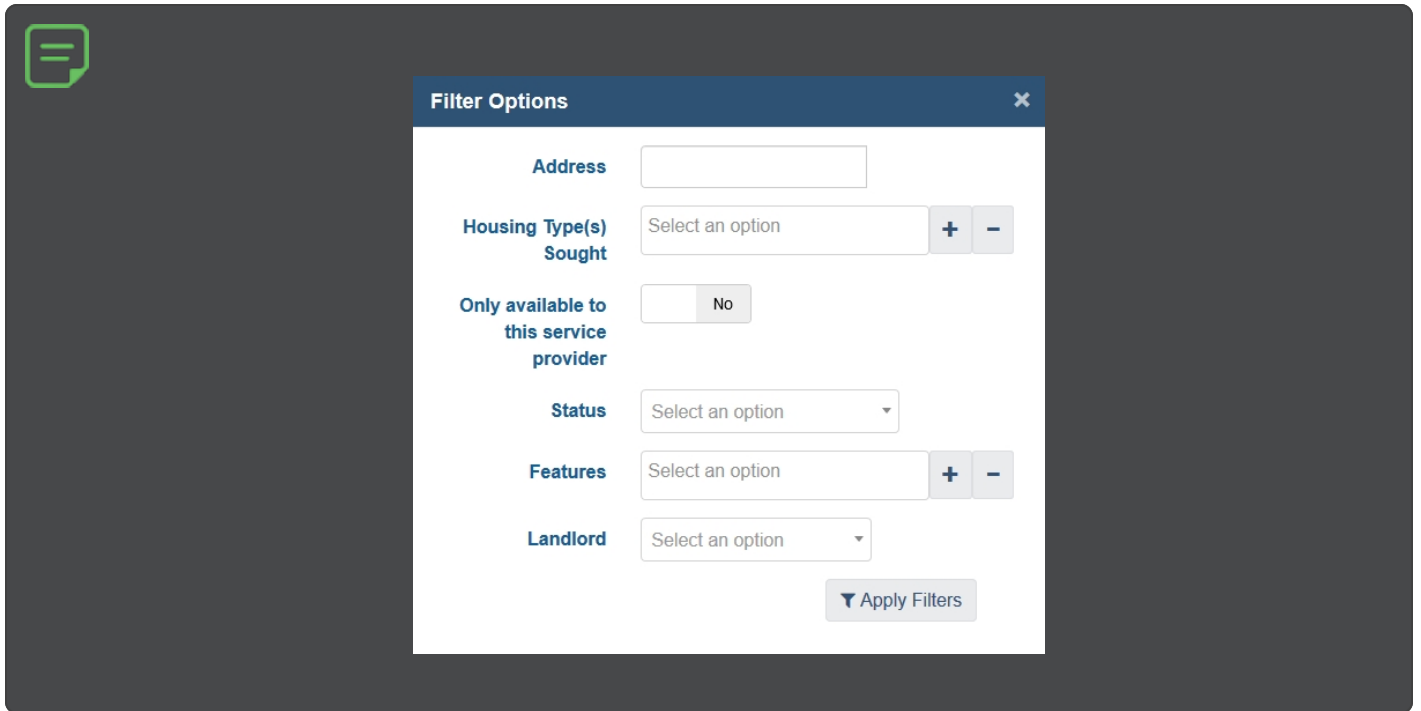 Filter Options ×
Address
Housing Type(s)
Sought
Select an option + −
Only available to
this service
provider
No
Status
Select an option
Features
Select an option + −
Landlord
Select an option
Apply Filters